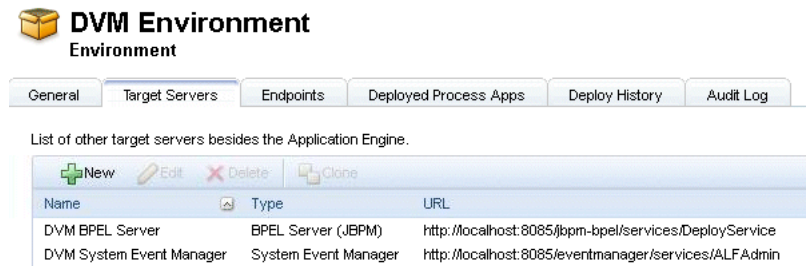 DVM Environment
Environment
General Target Servers Endpoints Deployed Process Apps Deploy History Audit Log
List of other target servers besides the Application Engine.
New Edit Delete Clone
Name Type URL
DVM BPEL Server BPEL Server (JBPM) http://localhost:8085/jbpm-bpel/services/DeployService
DVM System Event Manager System Event Manager http://localhost:8085/eventmanager/services/ALFAdmin